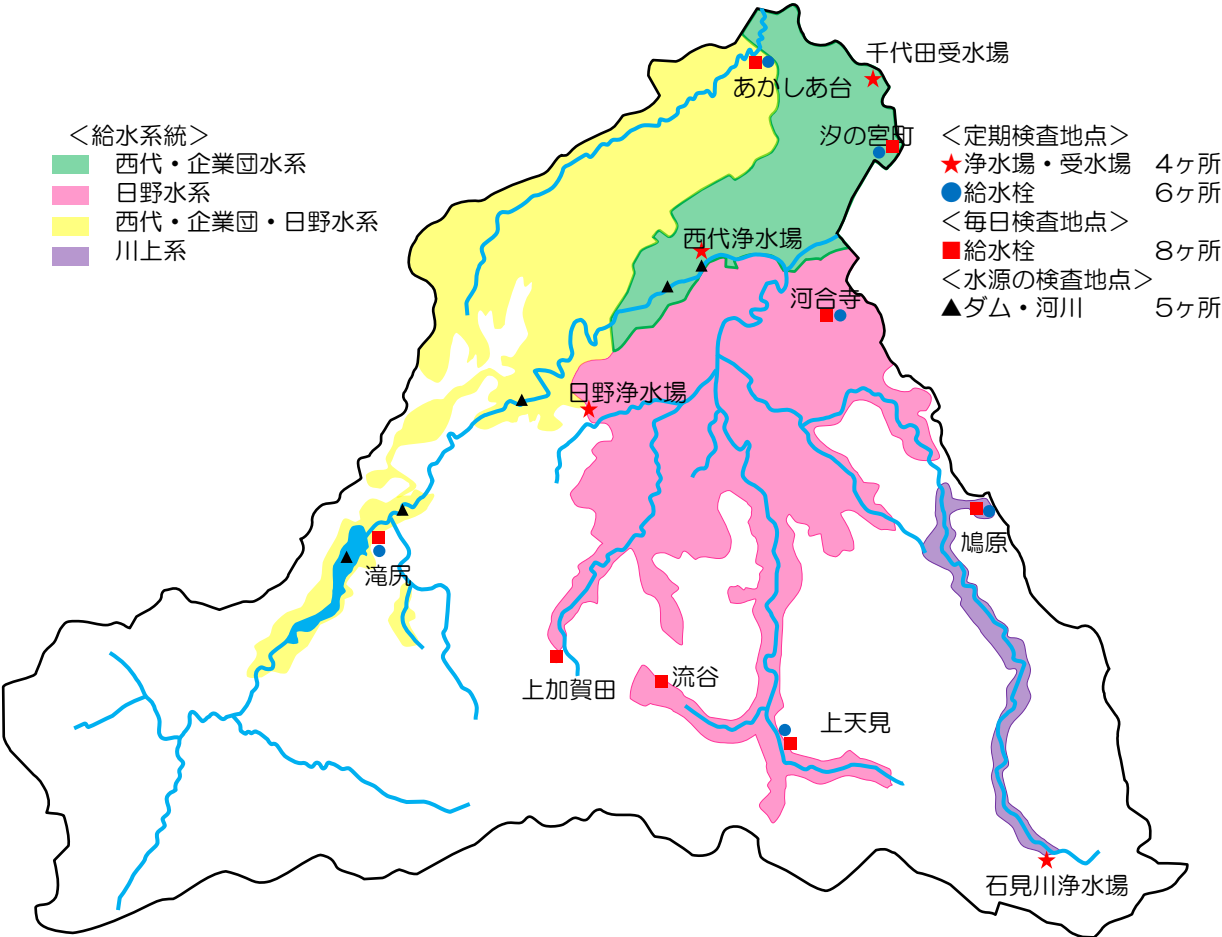 千代田受水場
あかしあ台
汐の宮町
＜給水系統＞
西代・企業団水系
日野水系
西代・企業団・日野水系
川上系
＜定期検査地点＞
★浄水場・受水場 4ヶ所
●給水栓 6ヶ所
＜毎日検査地点＞
■給水栓 8ヶ所
＜水源の検査地点＞
▲ダム・河川 5ヶ所
西代浄水場
河合寺
日野浄水場
鳩原
滝尻
上加賀田
流谷
上天見
石見川浄水場